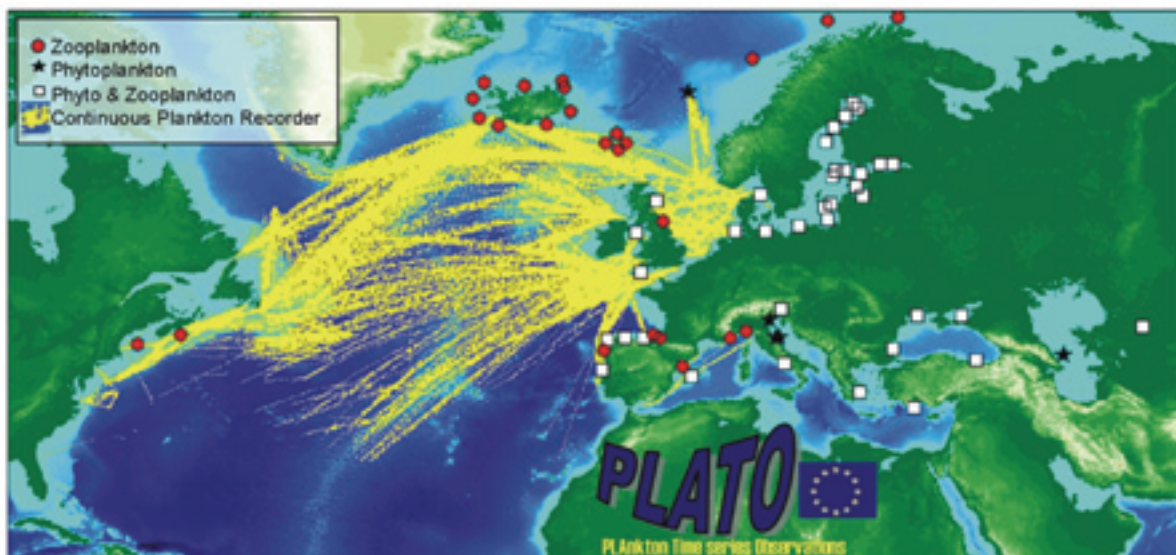 Zooplankton
Phytoplankton
Phyto & Zooplankton
Continuous Plankton Recorder
PLATO
PLAnkton Time series Observations